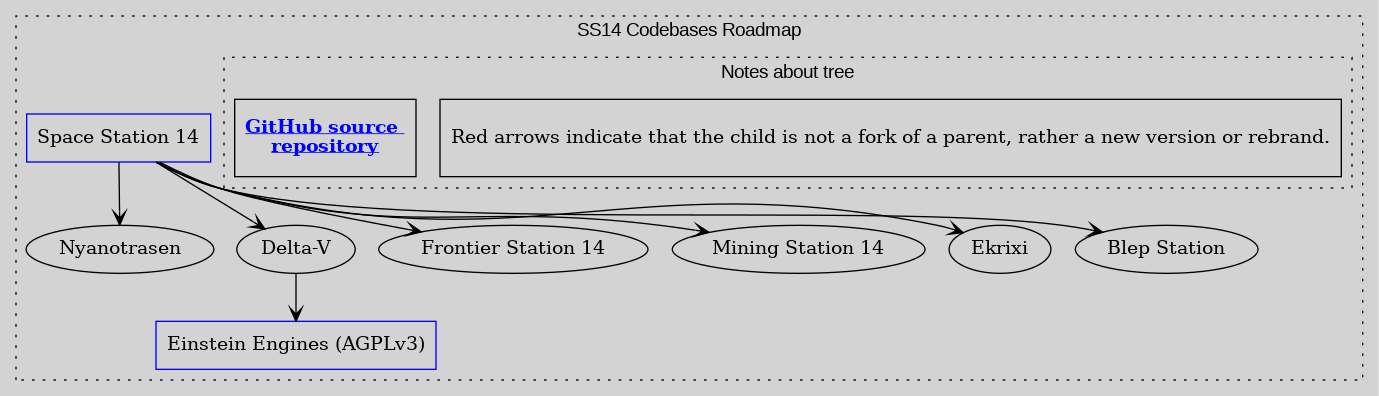 SS14 Codebases Roadmap
Notes about tree
GitHub source
repository
Red arrows indicate that the child is not a fork of a parent, rather a new version or rebrand.
Space Station 14
Nyanotrasen
Delta-V
Frontier Station 14
Mining Station 14
Ekrixi
Blep Station
Einstein Engines (AGPLv3)